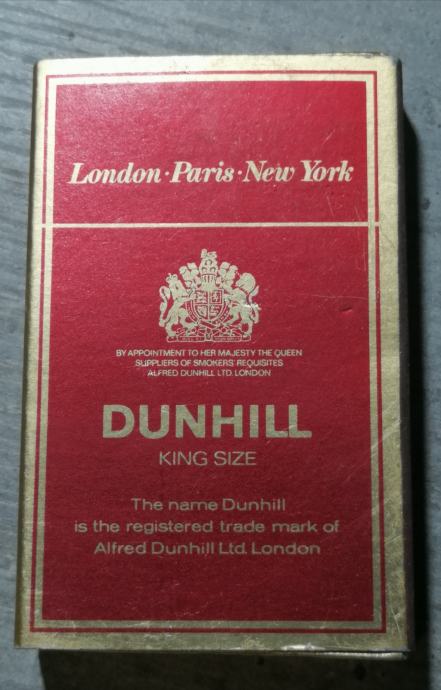 London·Paris·New York
BY APPOINTMENT TO HER MAJESTY THE QUEEN
SUPPLIERS OF SMOKERS' REQUISITES
ALFRED DUNHILL LTD. LONDON
DUNHILL
KING SIZE
The name Dunhill
is the registered trade mark of
Alfred Dunhill Ltd. London